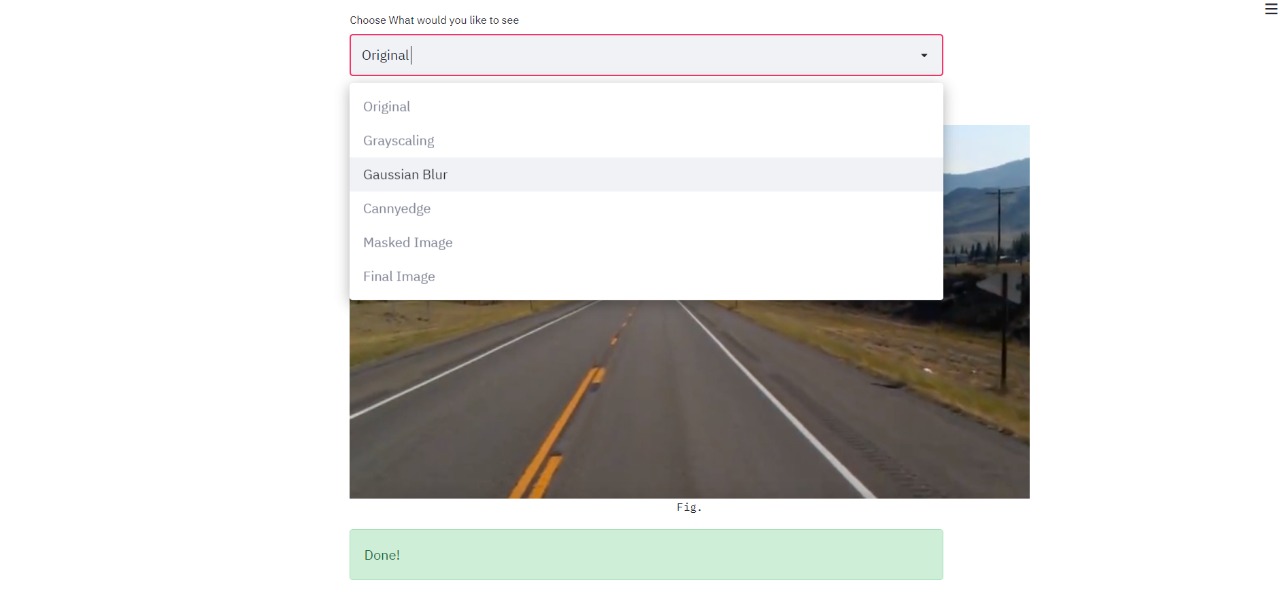 Choose What would you like to see
Original
Original
Grayscaling
Gaussian Blur
Cannyedge
Masked Image
Final Image
Fig.
Done!